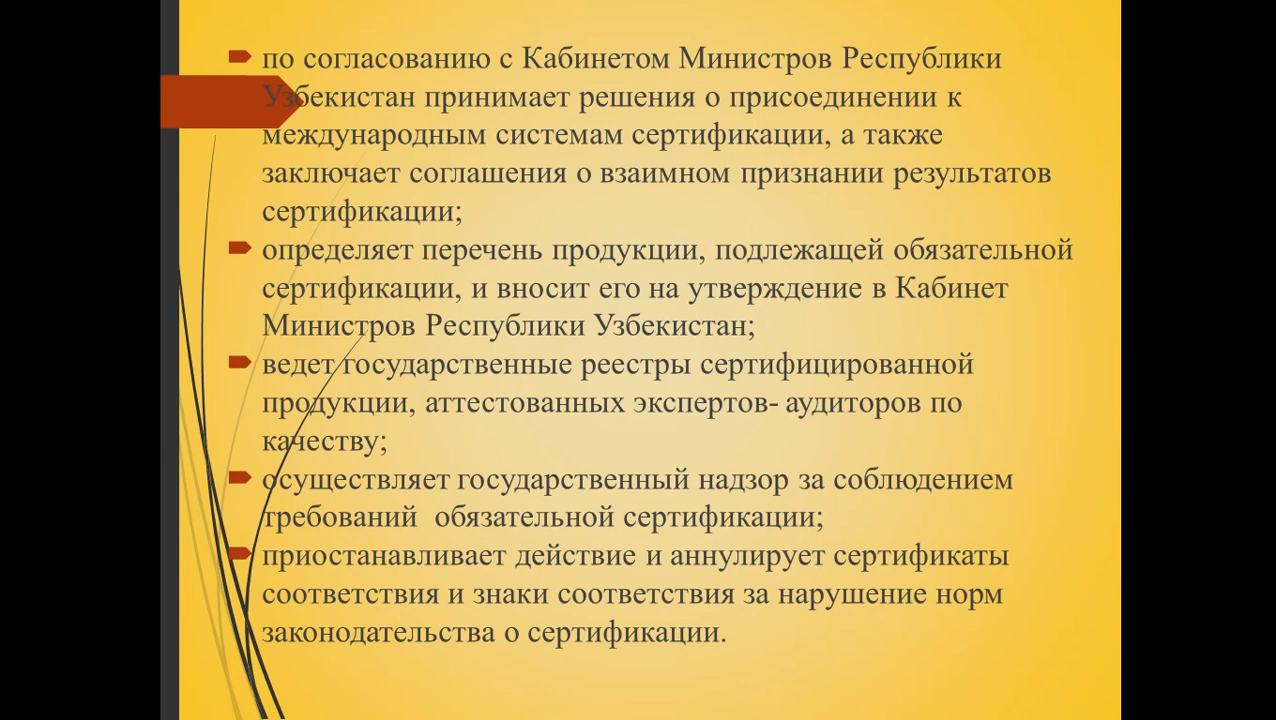 по согласованию с Кабинетом Министров Республики
Узбекистан принимает решения о присоединении к
международным системам сертификации, а также
заключает соглашения о взаимном признании результатов
сертификации;
определяет перечень продукции, подлежащей обязательной
сертификации, и вносит его на утверждение в Кабинет
Министров Республики Узбекистан;
ведет государственные реестры сертифицированной
продукции, аттестованных экспертов- аудиторов по
качеству;
осуществляет государственный надзор за соблюдением
требований  обязательной сертификации;
приостанавливает действие и аннулирует сертификаты
соответствия и знаки соответствия за нарушение норм
законодательства о сертификации.